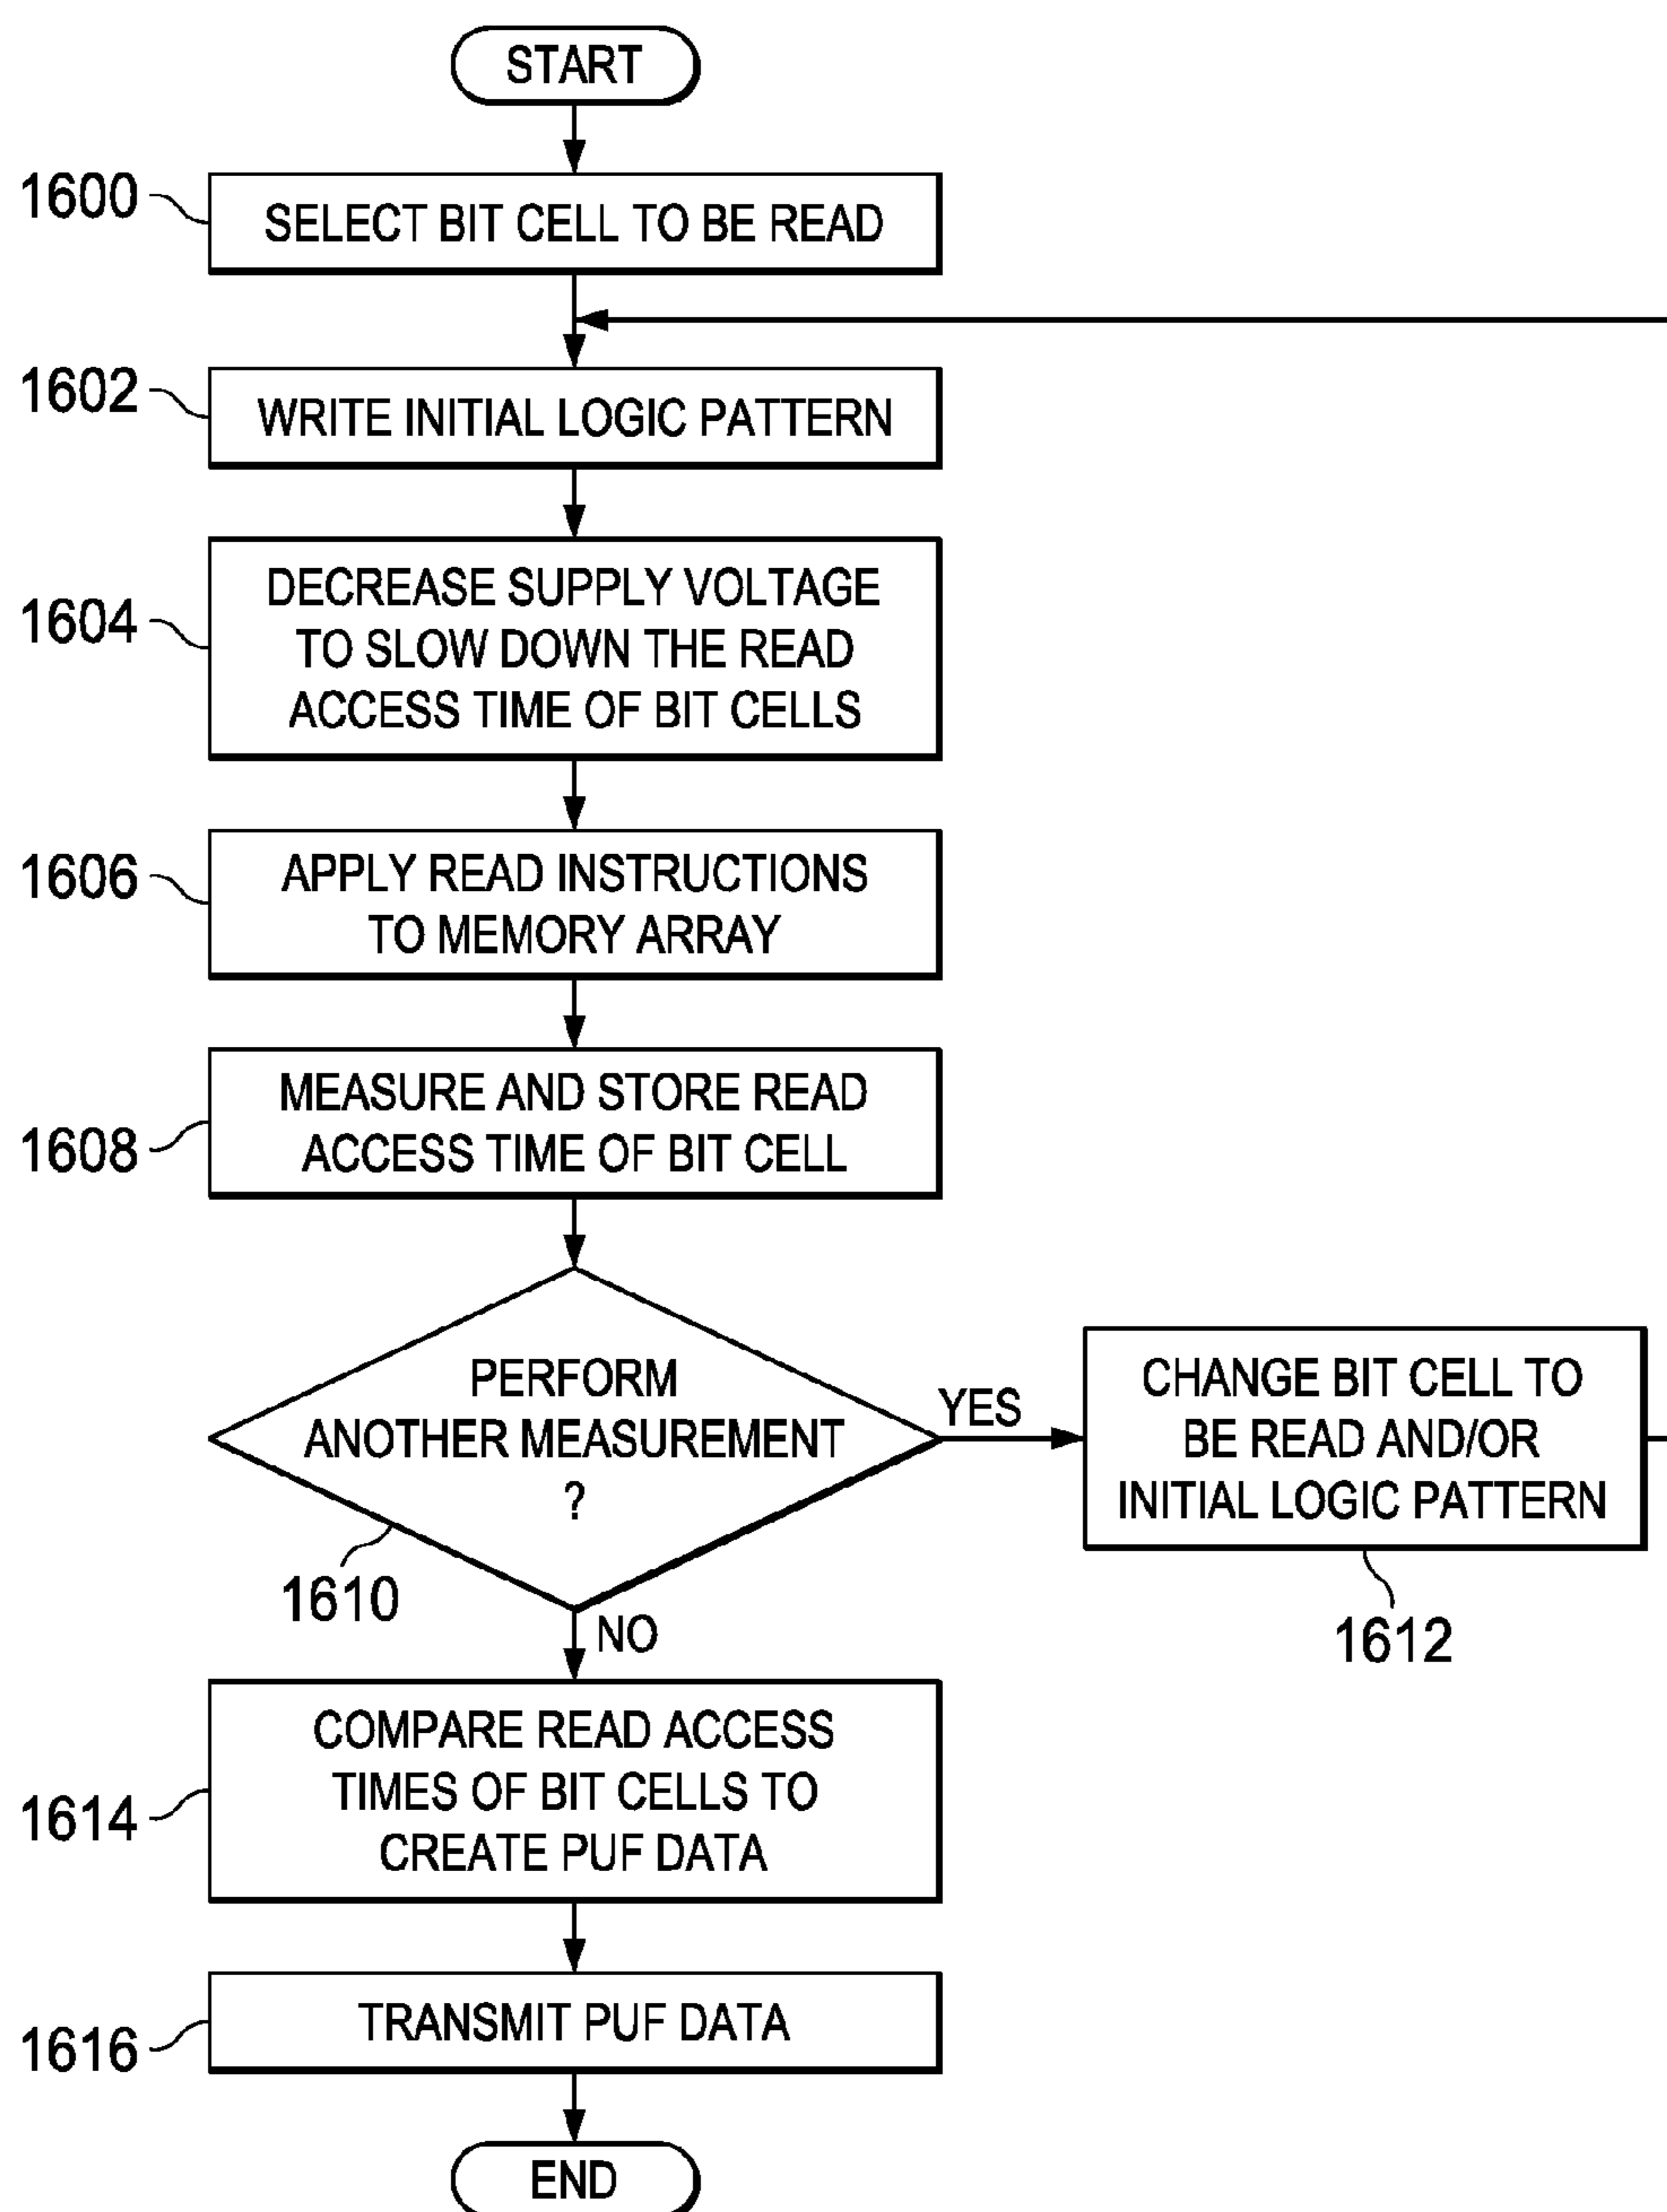 START
1600
SELECT BIT CELL TO BE READ
1602
WRITE INITIAL LOGIC PATTERN
1604
DECREASE SUPPLY VOLTAGE
TO SLOW DOWN THE READ
ACCESS TIME OF BIT CELLS
1606
APPLY READ INSTRUCTIONS
TO MEMORY ARRAY
1608
MEASURE AND STORE READ
ACCESS TIME OF BIT CELL
PERFORM
ANOTHER MEASUREMENT
?
1610
YES
CHANGE BIT CELL TO
BE READ AND/OR
INITIAL LOGIC PATTERN
1612
NO
1614
COMPARE READ ACCESS
TIMES OF BIT CELLS TO
CREATE PUF DATA
1616
TRANSMIT PUF DATA
END